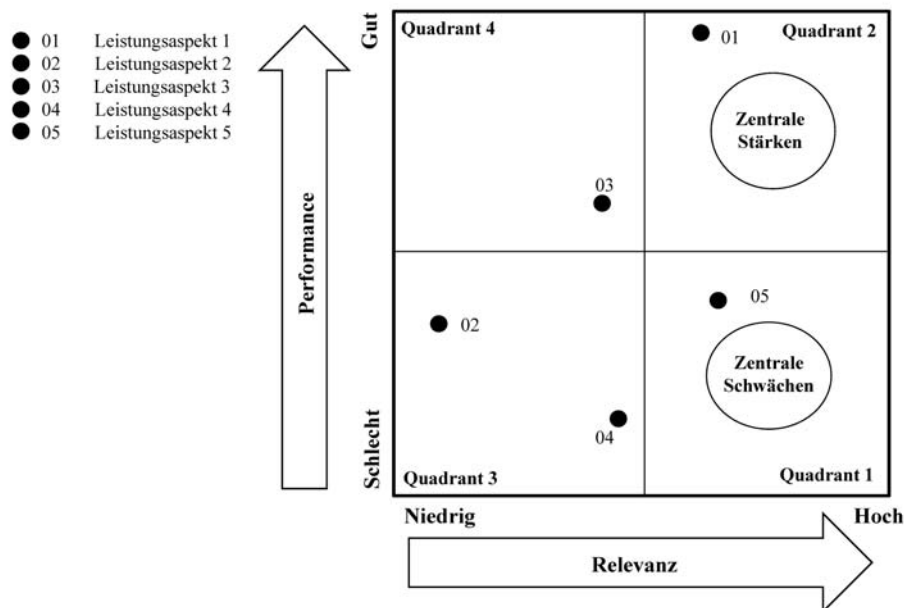 01 Leistungsaspekt 1
02 Leistungsaspekt 2
03 Leistungsaspekt 3
04 Leistungsaspekt 4
05 Leistungsaspekt 5
Performance
Gut
Schlecht
Quadrant 4
01
Quadrant 2
Zentrale
Stärken
03
02
04
Quadrant 3
05
Zentrale
Schwächen
Quadrant 1
Niedrig
Hoch
Relevanz